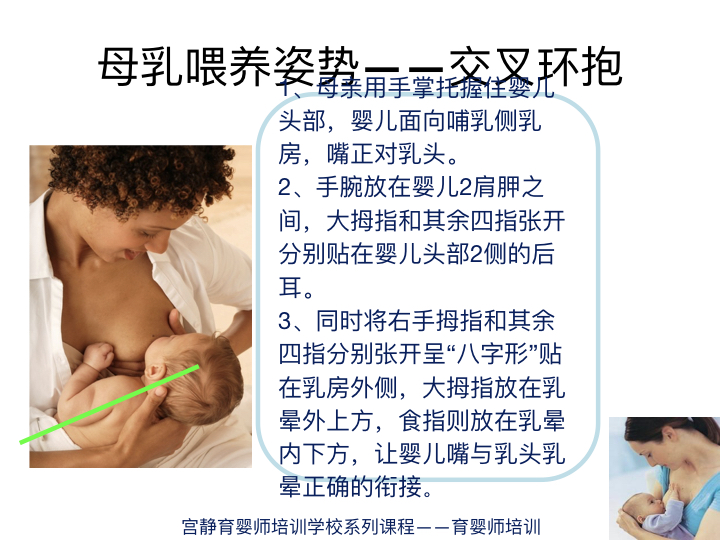 母乳喂养姿势——交叉环抱
1、母亲用手掌托握住婴儿
头部，婴儿面向哺乳侧乳
房，嘴正对乳头。
2、手腕放在婴儿2肩胛之
间，大拇指和其余四指张开
分别贴在婴儿头部2侧的后
耳。
3、同时将右手拇指和其余
四指分别张开呈“八字形”贴
在乳房外侧，大拇指放在乳
晕外上方，食指则放在乳晕
内下方，让婴儿嘴与乳头乳
晕正确的衔接。
宫静育婴师培训学校系列课程——育婴师培训